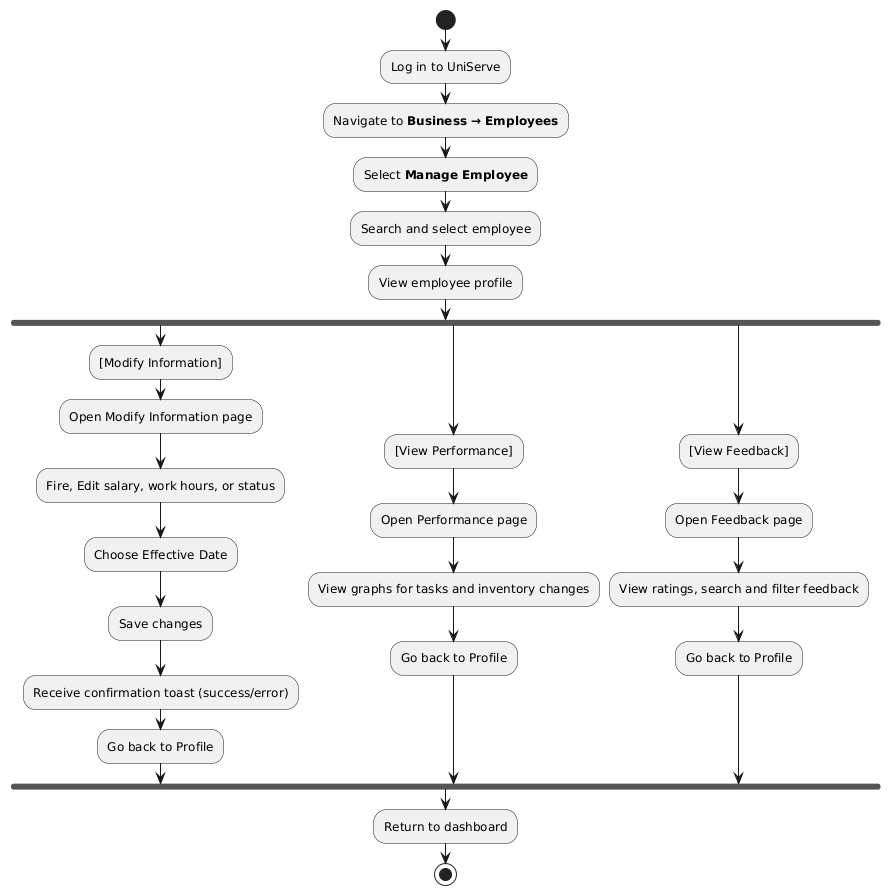 Log in to UniServe
Navigate to Business → Employees
Select Manage Employee
Search and select employee
View employee profile
[Modify Information]
Open Modify Information page
Fire, Edit salary, work hours, or status
Choose Effective Date
Save changes
Receive confirmation toast (success/error)
Go back to Profile
[View Performance]
Open Performance page
View graphs for tasks and inventory changes
Go back to Profile
[View Feedback]
Open Feedback page
View ratings, search and filter feedback
Go back to Profile
Return to dashboard